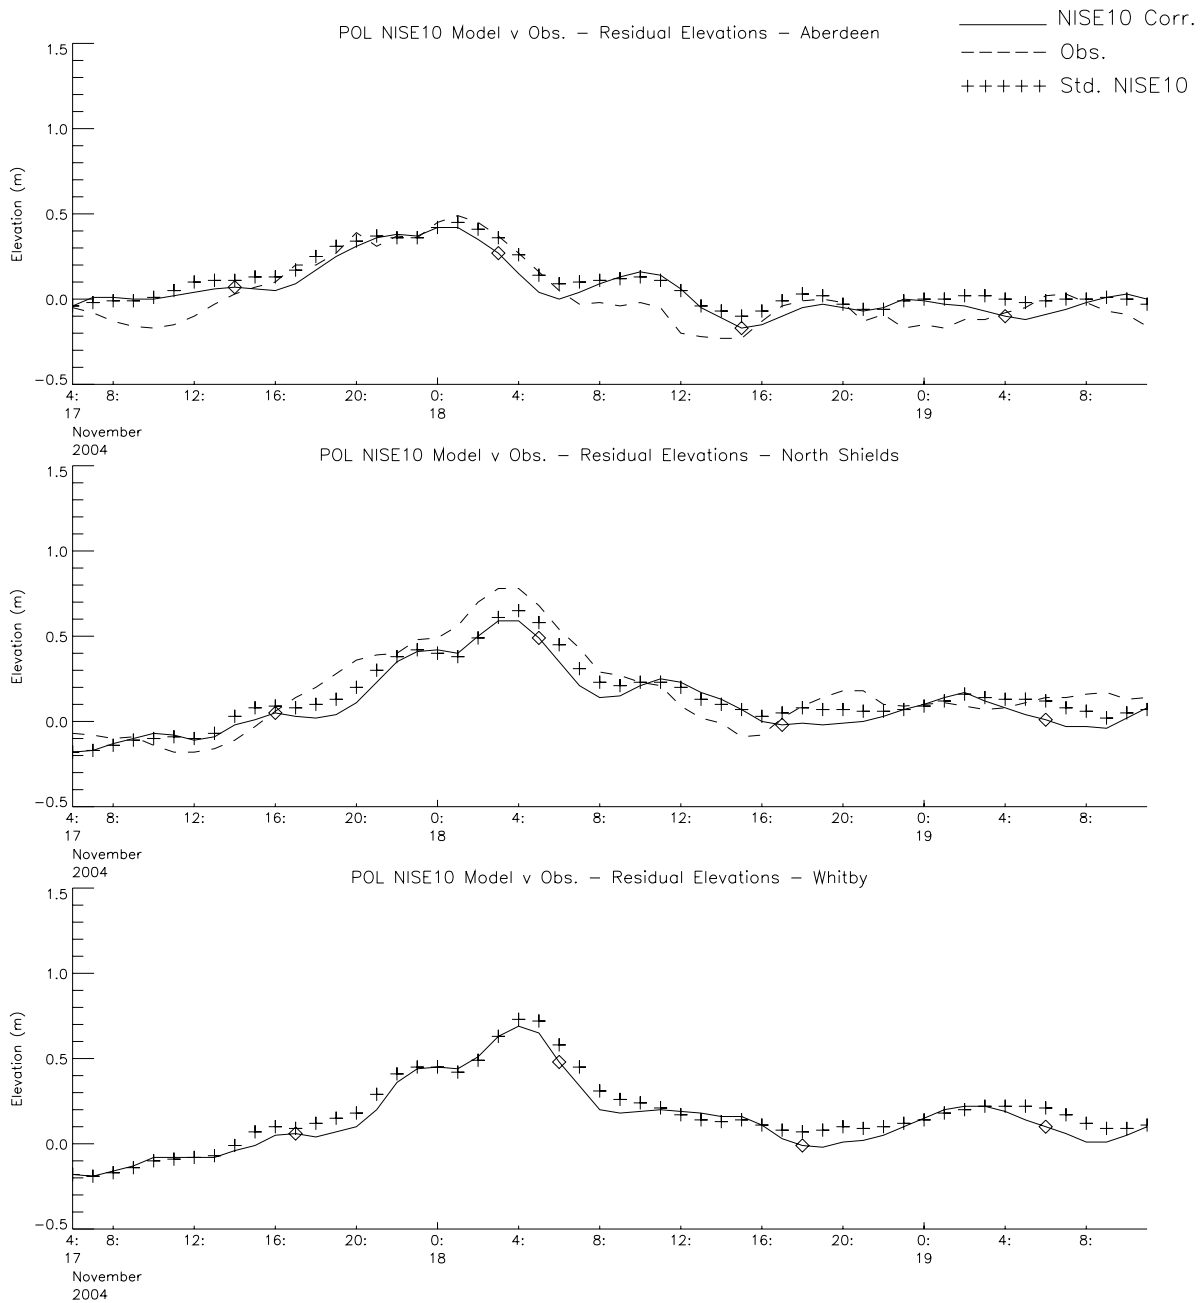 NISE10 Corr.
Obs.
+++++ Std. NISE10
POL NISE10 Model v Obs. – Residual Elevations – Aberdeen
Elevation (m)
1.5
1.0
0.5
0.0
−0.5
4: 8: 12: 16: 20: 0: 4: 8: 12: 16: 20: 0: 4: 8:
17 18 19
November
2004
POL NISE10 Model v Obs. – Residual Elevations – North Shields
Elevation (m)
1.5
1.0
0.5
0.0
−0.5
4: 8: 12: 16: 20: 0: 4: 8: 12: 16: 20: 0: 4: 8:
17 18 19
November
2004
POL NISE10 Model v Obs. – Residual Elevations – Whitby
Elevation (m)
1.5
1.0
0.5
0.0
−0.5
4: 8: 12: 16: 20: 0: 4: 8: 12: 16: 20: 0: 4: 8:
17 18 19
November
2004